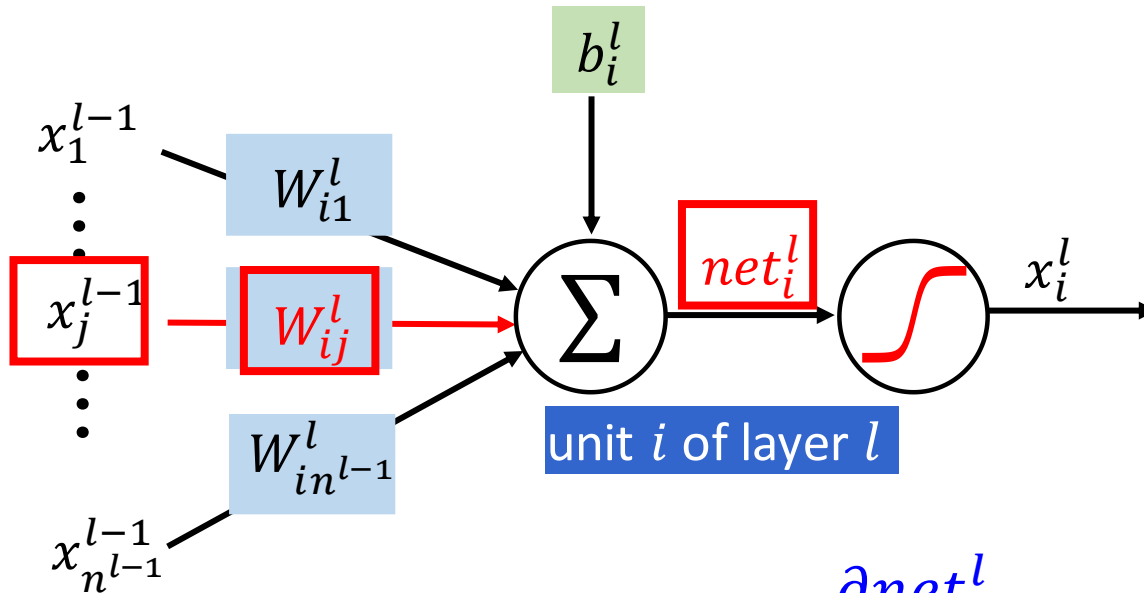 b_i^l
x_1^{l-1}
W_{i1}^l
x_j^{l-1}
W_{ij}^l
Σ
net_i^l
x_i^l
W_{in^{l-1}}^l
unit i of layer l
x_{n^{l-1}}^{l-1}
∂net^l